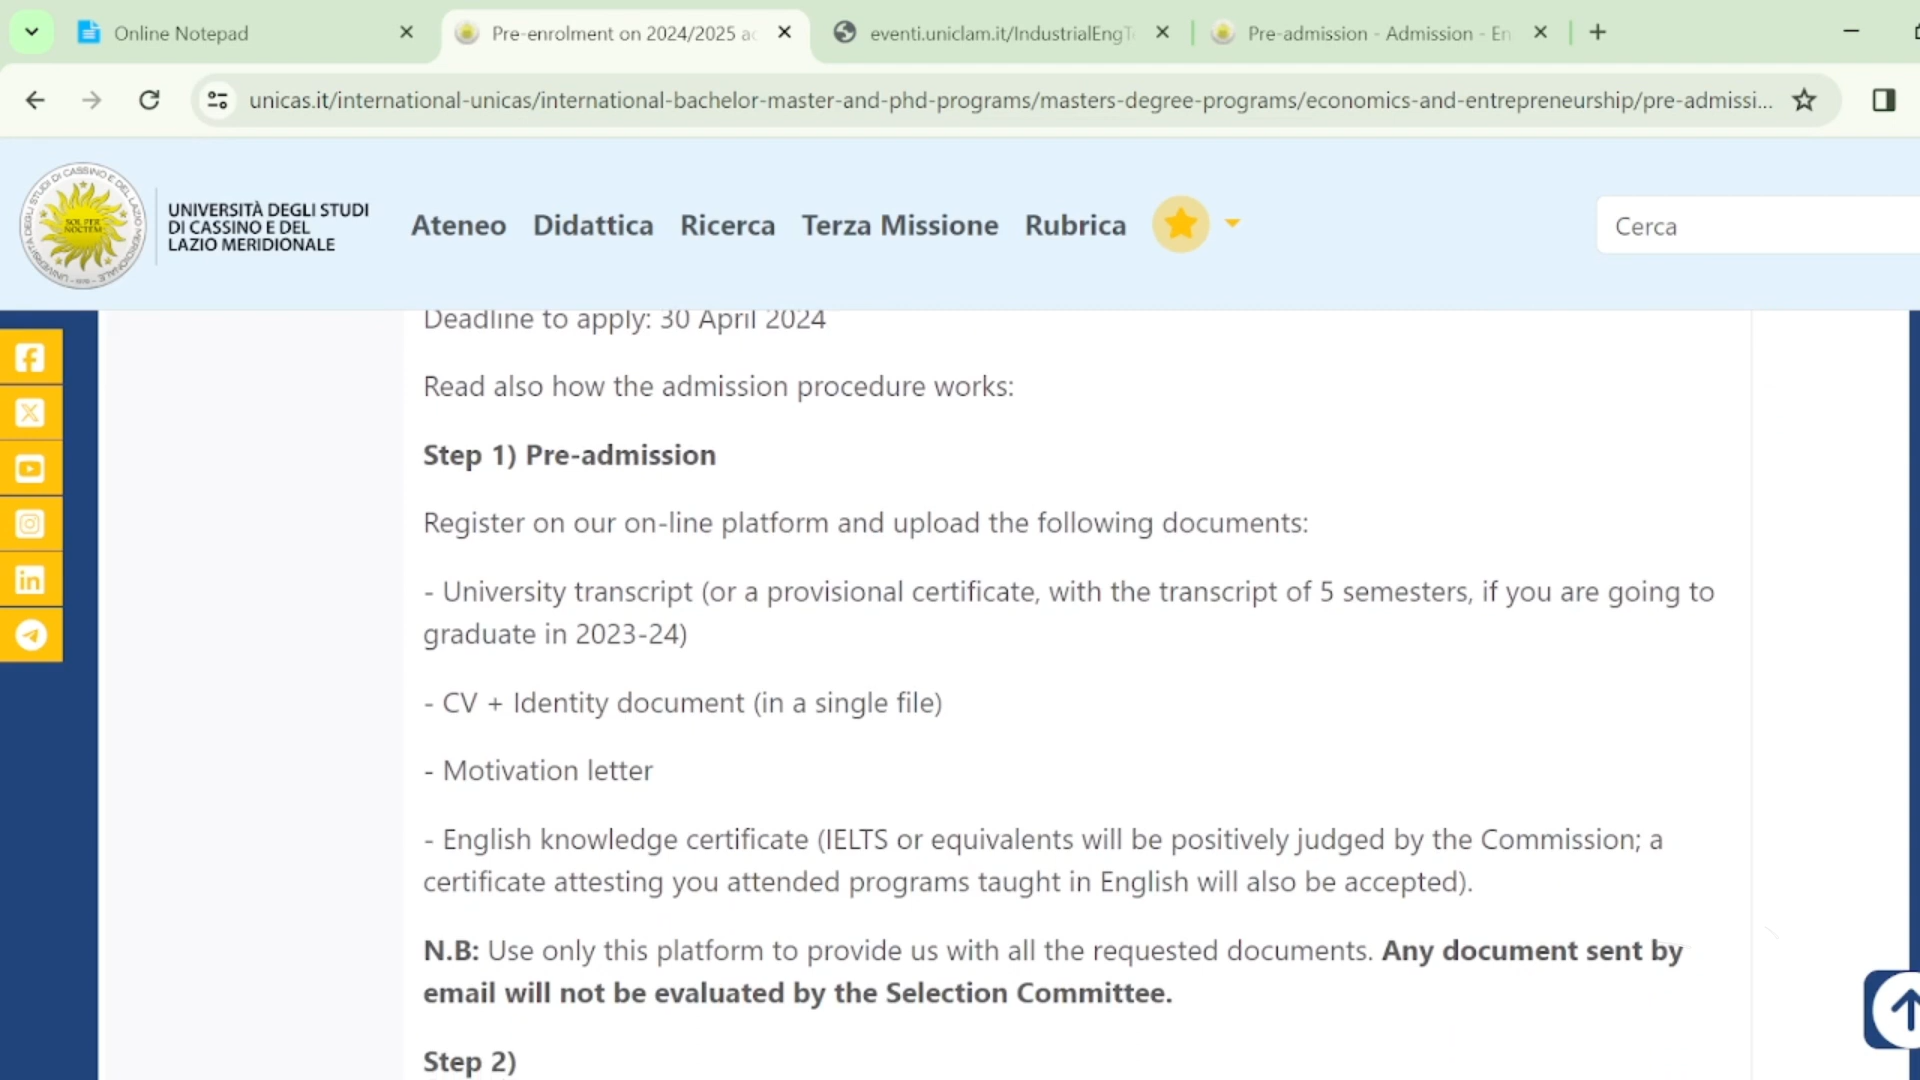 Online Notepad
Pre-enrolment on 2024/2025 ac
eventi.uniclam.it/IndustrialEngT
Pre-admission - Admission - En
unicas.it/international-unicas/international-bachelor-master-and-phd-programs/masters-degree-programs/economics-and-entrepreneurship/pre-admissi...
SOL PER
NOCTEM
UNIVERSITÀ DEGLI STUDI
DI CASSINO E DEL
LAZIO MERIDIONALE
Ateneo Didattica Ricerca Terza Missione Rubrica
Cerca
Deadline to apply: 30 April 2024
Read also how the admission procedure works:
Step 1) Pre-admission
Register on our on-line platform and upload the following documents:
- University transcript (or a provisional certificate, with the transcript of 5 semesters, if you are going to
graduate in 2023-24)
- CV + Identity document (in a single file)
- Motivation letter
- English knowledge certificate (IELTS or equivalents will be positively judged by the Commission; a
certificate attesting you attended programs taught in English will also be accepted).
N.B: Use only this platform to provide us with all the requested documents. Any document sent by
email will not be evaluated by the Selection Committee.
Step 2)